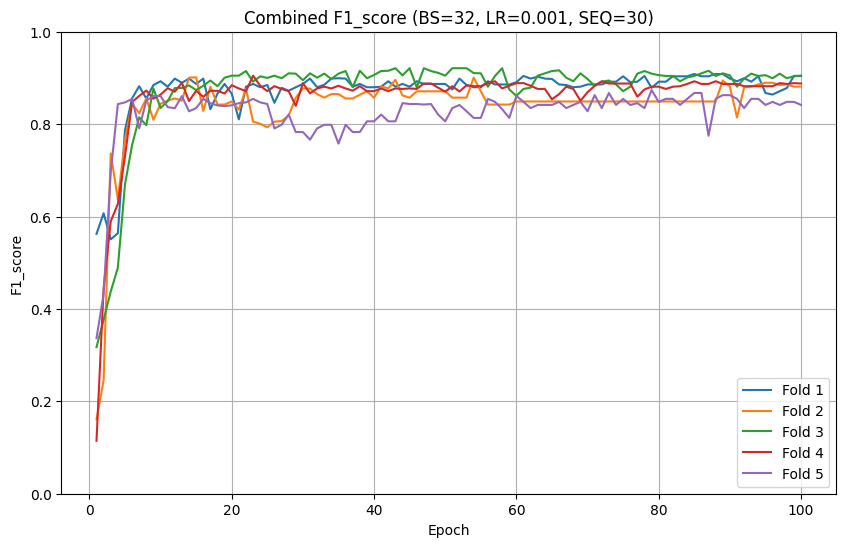 Combined F1_score (BS=32, LR=0.001, SEQ=30)
1.0
0.8
0.6
0.4
0.2
0.0
F1_score
0
20
40
60
80
100
Epoch
Fold 1
Fold 2
Fold 3
Fold 4
Fold 5